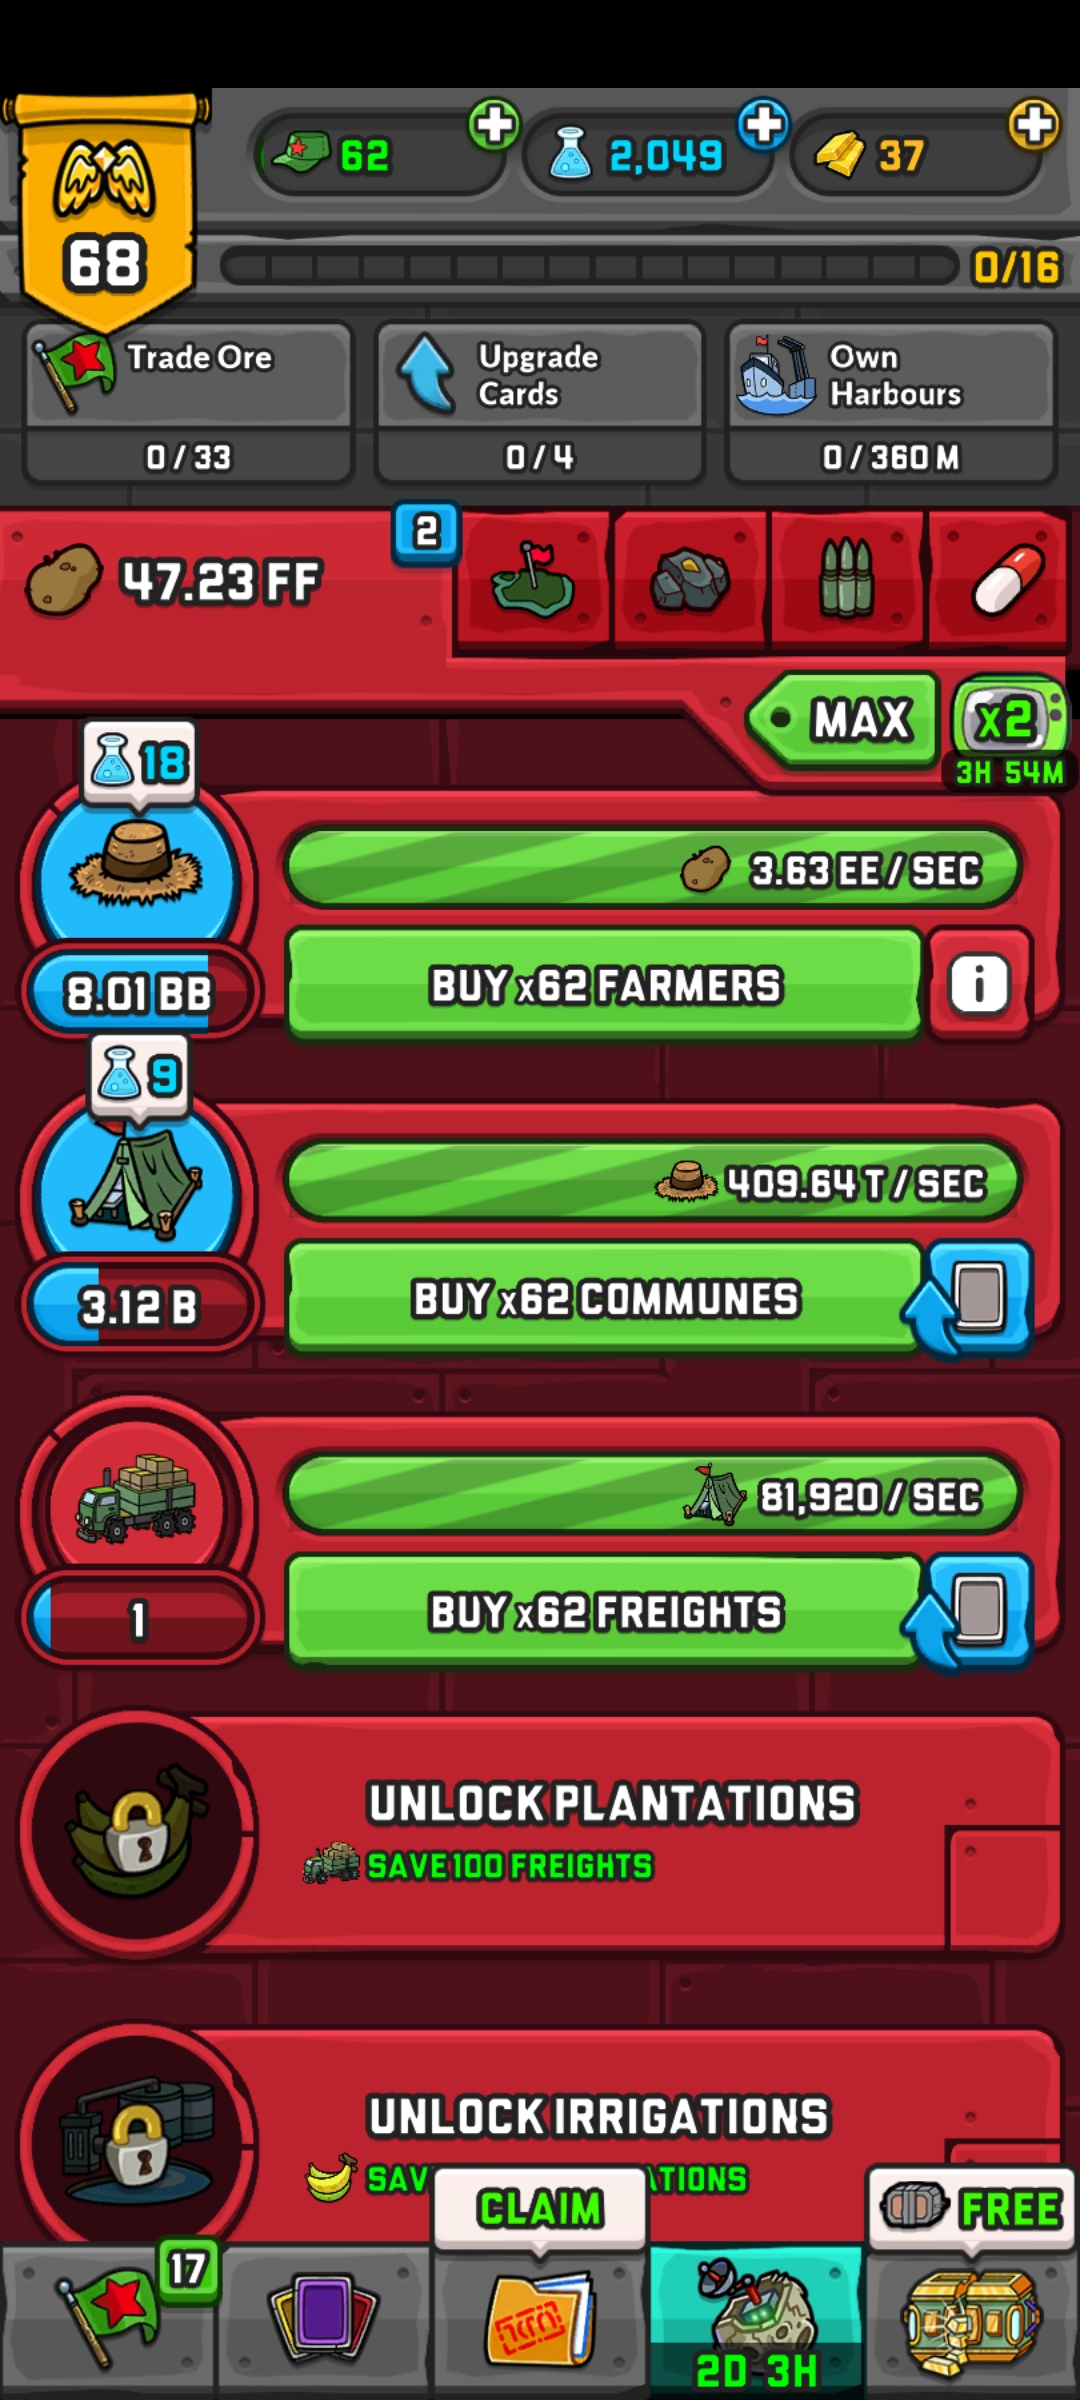 62
2,049
37
68
0/16
Trade Ore
0 / 33
Upgrade
Cards
0 / 4
Own
Harbours
0 / 360 M
47.23 FF
2
MAX
x2
3H 54M
18
3.63 EE / SEC
8.01 BB
BUY x62 FARMERS
i
9
409.64 T / SEC
3.12 B
BUY x62 COMMUNES
81,920 / SEC
1
BUY x62 FREIGHTS
UNLOCK PLANTATIONS
SAVE 100 FREIGHTS
UNLOCK IRRIGATIONS
CLAIM
FREE
17
2D 3H